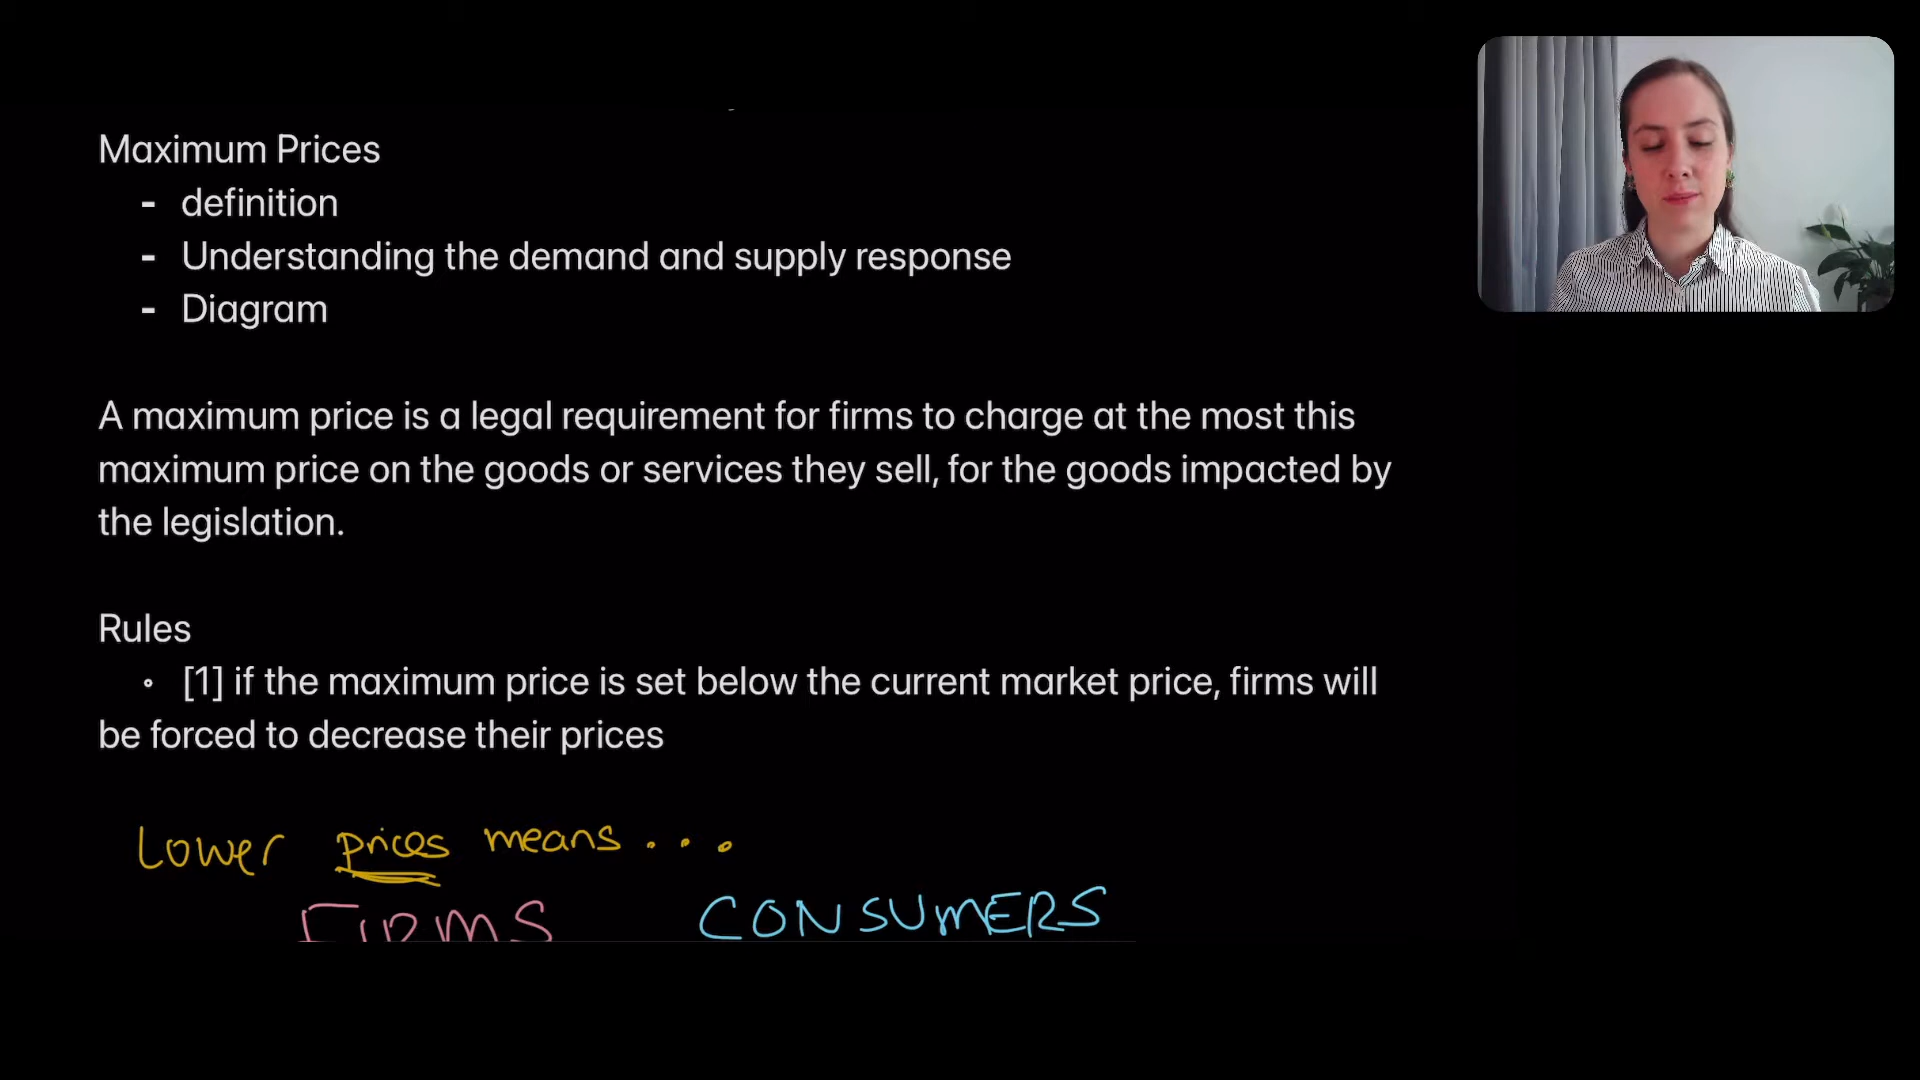 Maximum Prices
- definition
- Understanding the demand and supply response
- Diagram
A maximum price is a legal requirement for firms to charge at the most this
maximum price on the goods or services they sell, for the goods impacted by
the legislation.
Rules
◦ [1] if the maximum price is set below the current market price, firms will
be forced to decrease their prices
Lower prices means...
FIRMS CONSUMERS